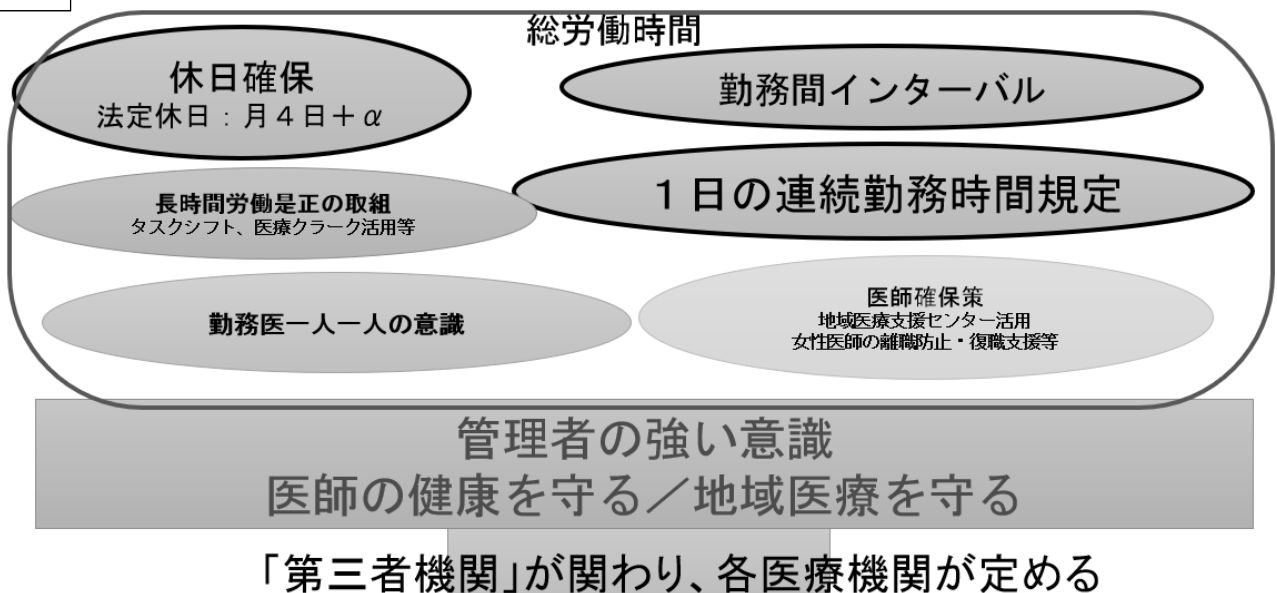 総労働時間
休日確保
法定休日：月４日＋α
勤務間インターバル
長時間労働是正の取組
タスクシフト、医療クラーク活用等
１日の連続勤務時間規定
勤務医一人一人の意識
医師確保策
地域医療支援センター活用
女性医師の離職防止・復職支援等
管理者の強い意識
医師の健康を守る／地域医療を守る
「第三者機関」が関わり、各医療機関が定める